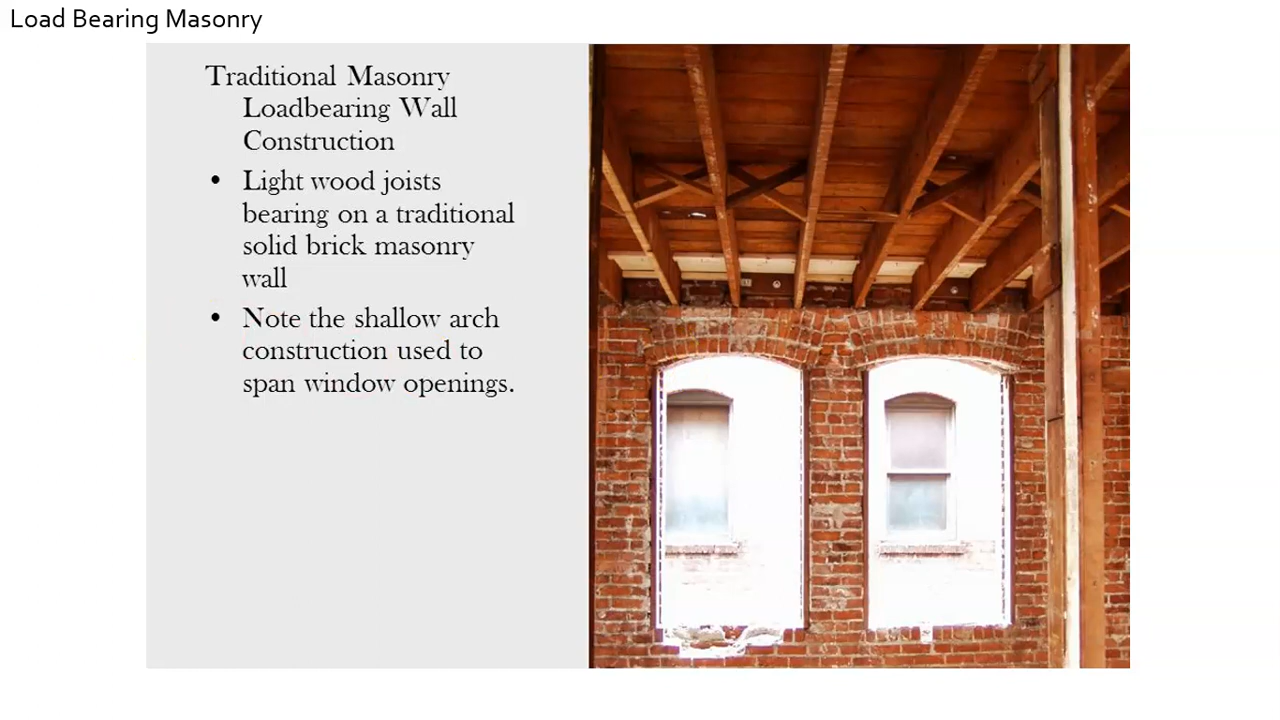 Load Bearing Masonry
Traditional Masonry
Loadbearing Wall
Construction
• Light wood joists
bearing on a traditional
solid brick masonry
wall
• Note the shallow arch
construction used to
span window openings.